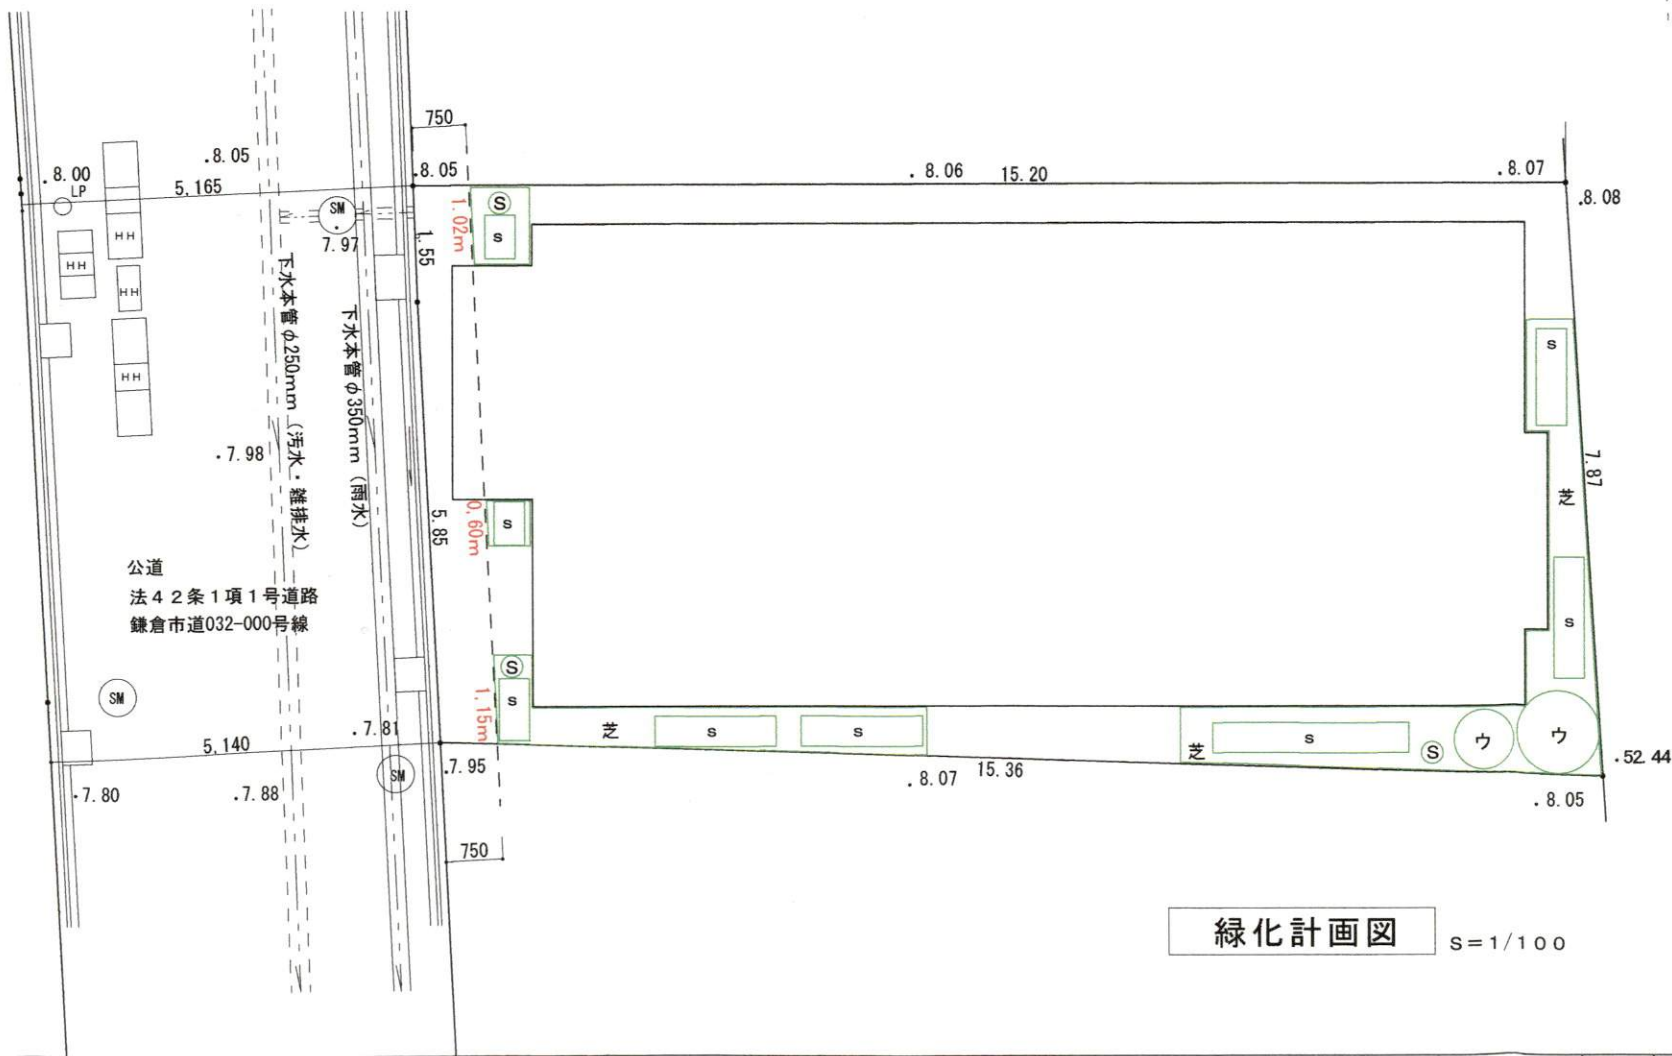 750
.8.05
.8.00
LP
5,165
.8.05
.8.06
15.20
.8.07
.8.08
SM
7.97
1.55
1.02m
S
s
HH
HH
HH
HH
下水本管φ250mm（汚水・雑排水）
下水本管φ350mm（雨水）
s
7.87
.7.98
芝
5.85
0.60m
s
公道
法42条1項1号道路
鎌倉市道032-000号線
s
S
s
1.15m
SM
芝
s
s
芝
s
S
ウ
ウ
.7.81
5,140
.7.95
SM
.52.44
.8.07
15.36
.7.80
.7.88
.8.05
750
緑化計画図
S=1/100